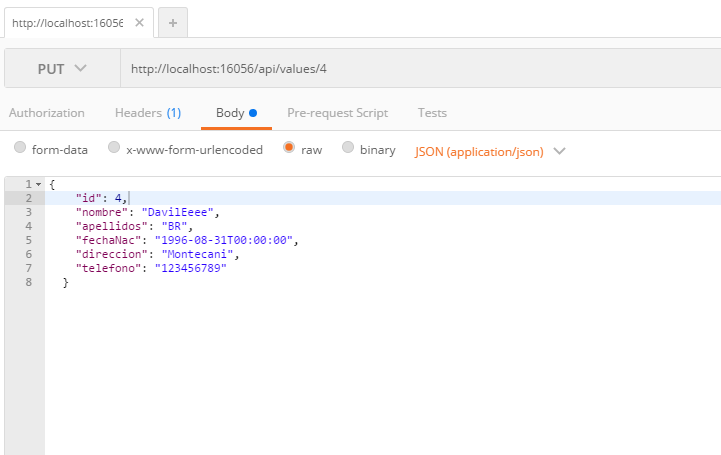 http://localhost:16056
PUT http://localhost:16056/api/values/4
Authorization Headers (1) Body Pre-request Script Tests
form-data x-www-form-urlencoded raw binary JSON (application/json)
1 {
2 "id": 4,
3 "nombre": "DavilEeee",
4 "apellidos": "BR",
5 "fechaNac": "1996-08-31T00:00:00",
6 "direccion": "Montecani",
7 "telefono": "123456789"
8 }